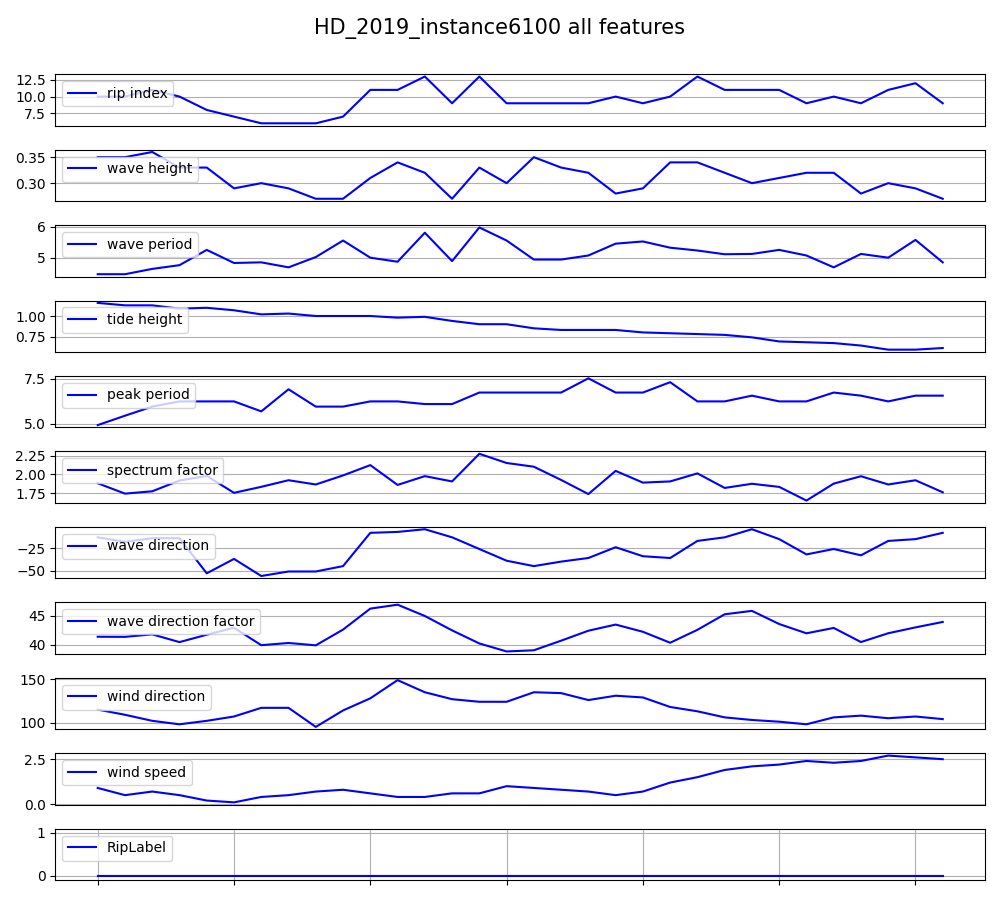 HD_2019_instance6100 all features
12.5
10.0
7.5
rip index
0.35
0.30
wave height
6
5
wave period
1.00
0.75
tide height
7.5
5.0
peak period
2.25
2.00
1.75
spectrum factor
−25
−50
wave direction
45
40
wave direction factor
150
100
wind direction
2.5
0.0
wind speed
1
0
RipLabel